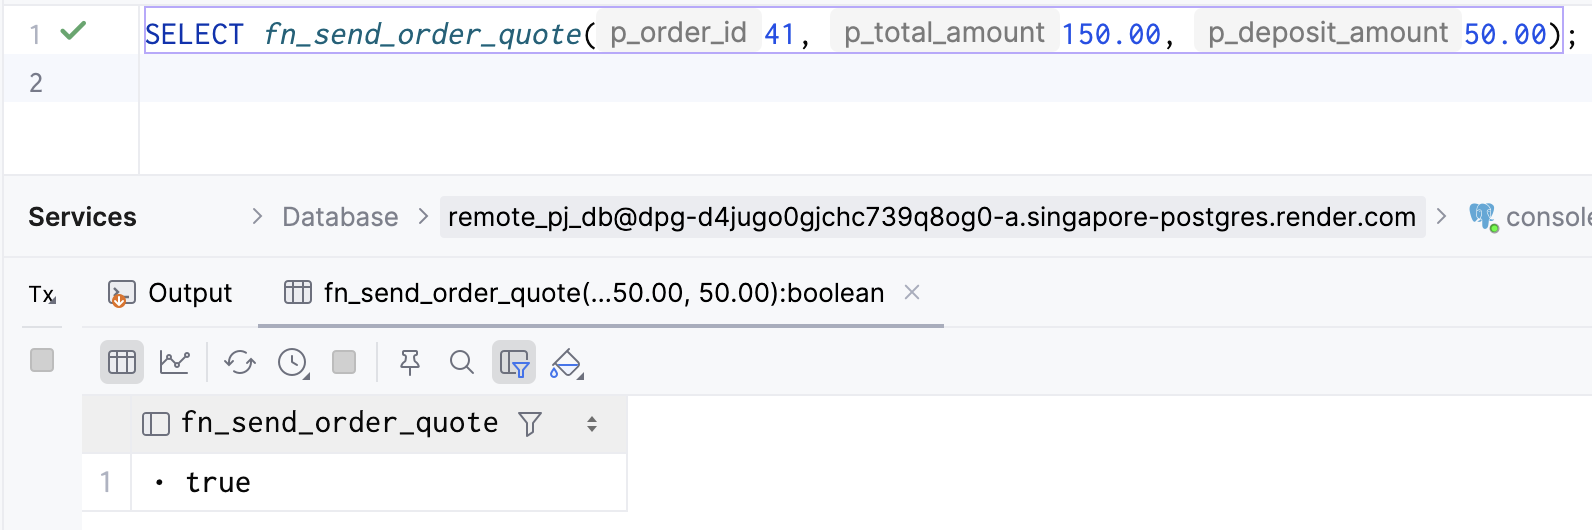 1 SELECT fn_send_order_quote( p_order_id 41, p_total_amount 150.00, p_deposit_amount 50.00);
2
Services > Database > remote_pj_db@dpg-d4jugo0gjchc739q8og0-a.singapore-postgres.render.com > console
Tx Output fn_send_order_quote(...50.00, 50.00):boolean ×
fn_send_order_quote
1 · true